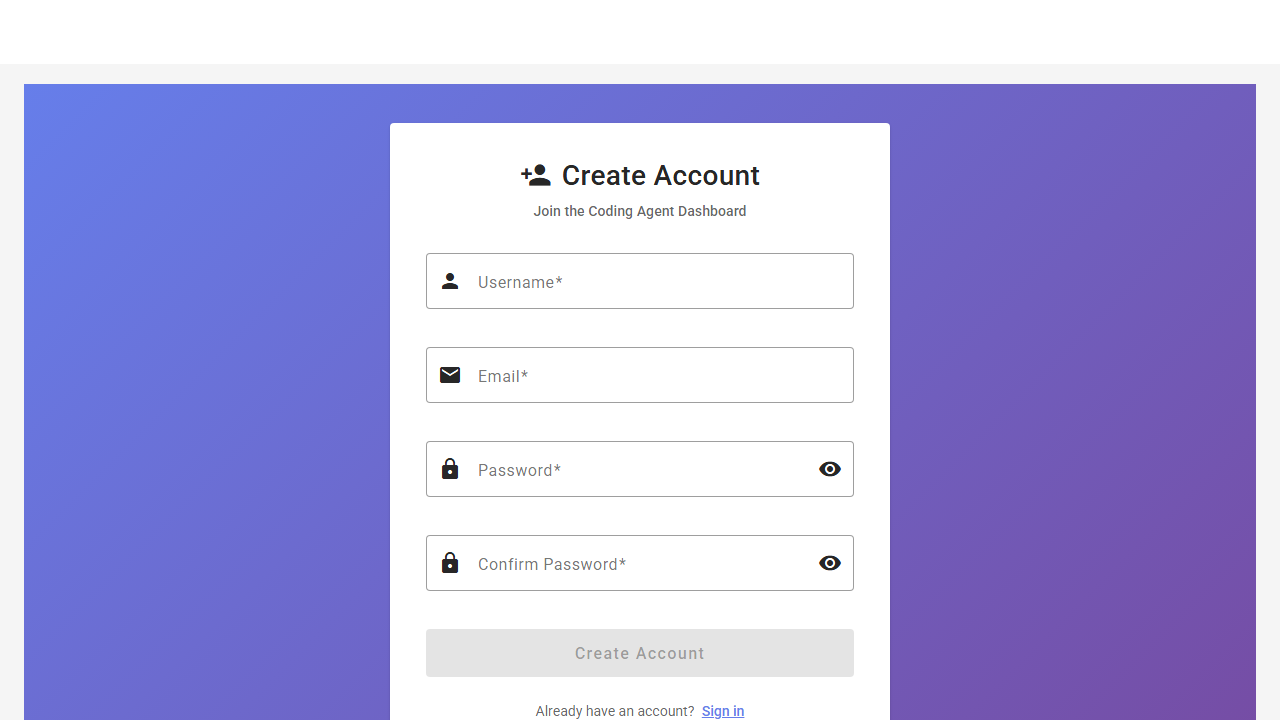 Create Account
Join the Coding Agent Dashboard
Username*
Email*
Password*
Confirm Password*
Create Account
Already have an account? Sign in